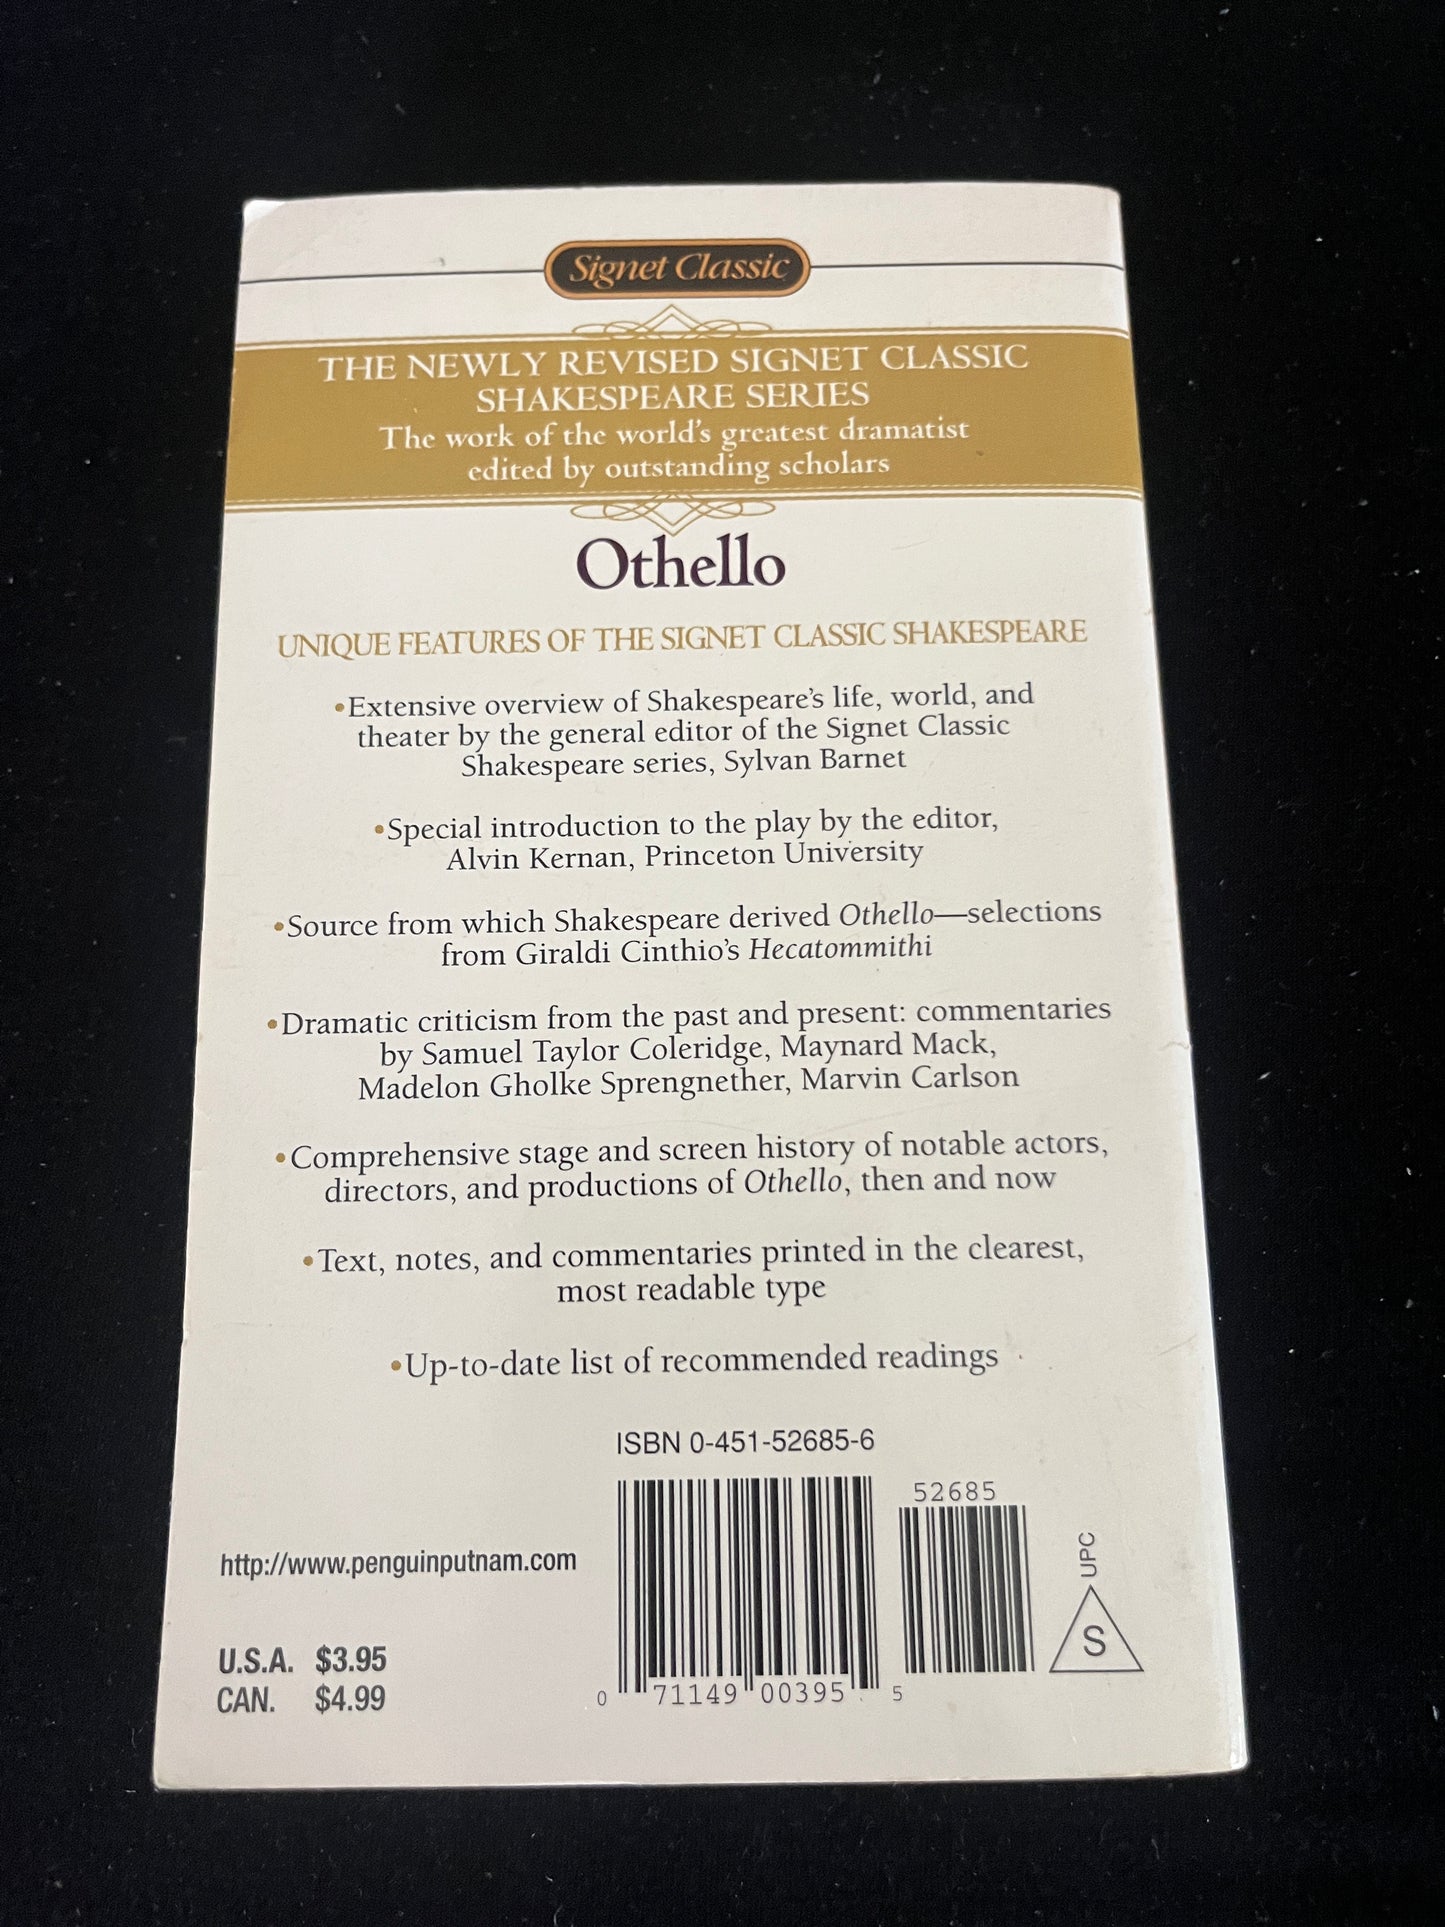 Signet Classic
THE NEWLY REVISED SIGNET CLASSIC
SHAKESPEARE SERIES
The work of the world's greatest dramatist
edited by outstanding scholars
Othello
UNIQUE FEATURES OF THE SIGNET CLASSIC SHAKESPEARE
•Extensive overview of Shakespeare's life, world, and
theater by the general editor of the Signet Classic
Shakespeare series, Sylvan Barnet
•Special introduction to the play by the editor,
Alvin Kernan, Princeton University
•Source from which Shakespeare derived Othello—selections
from Giraldi Cinthio's Hecatommithi
•Dramatic criticism from the past and present: commentaries
by Samuel Taylor Coleridge, Maynard Mack,
Madelon Gholke Sprengnether, Marvin Carlson
•Comprehensive stage and screen history of notable actors,
directors, and productions of Othello, then and now
•Text, notes, and commentaries printed in the clearest,
most readable type
•Up-to-date list of recommended readings
ISBN 0-451-52685-6
52685
UPC
S
http://www.penguinputnam.com
U.S.A. $3.95
CAN. $4.99
0 71149 00395 5